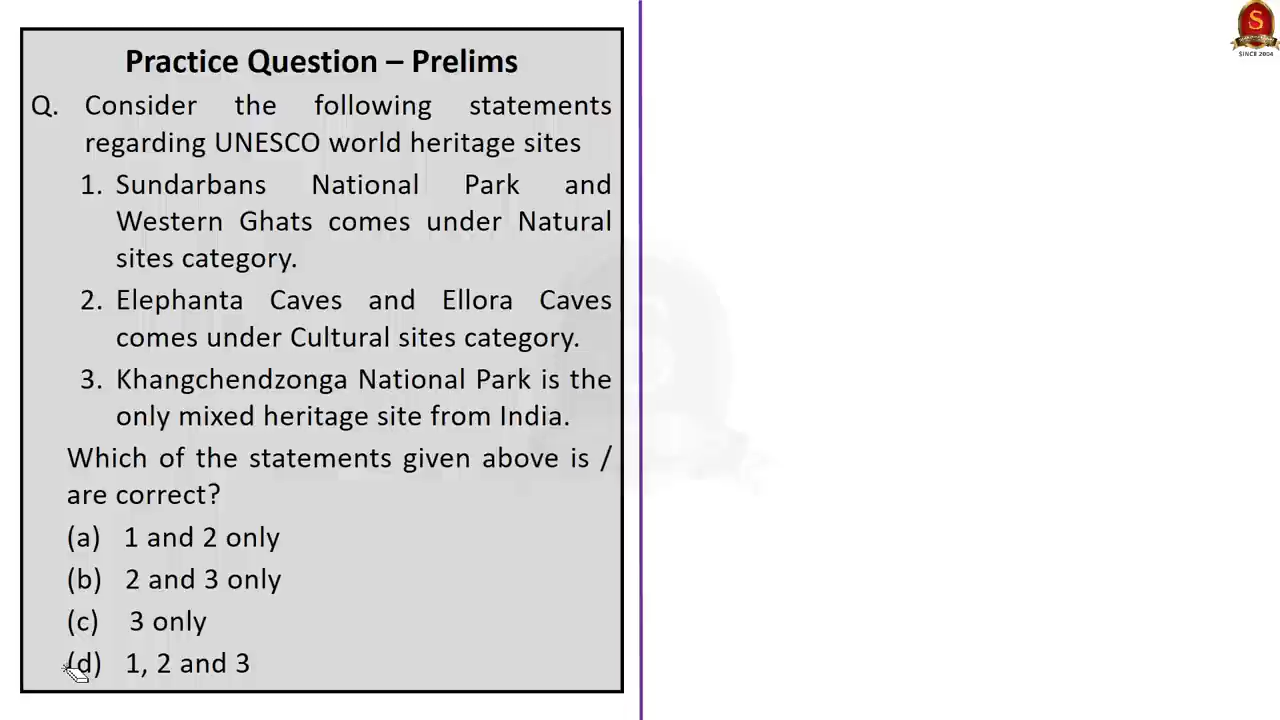 Practice Question – Prelims
Q. Consider the following statements
regarding UNESCO world heritage sites
1. Sundarbans National Park and
Western Ghats comes under Natural
sites category.
2. Elephanta Caves and Ellora Caves
comes under Cultural sites category.
3. Khangchendzonga National Park is the
only mixed heritage site from India.
Which of the statements given above is /
are correct?
(a) 1 and 2 only
(b) 2 and 3 only
(c) 3 only
(d) 1, 2 and 3
S
SINCE 2004